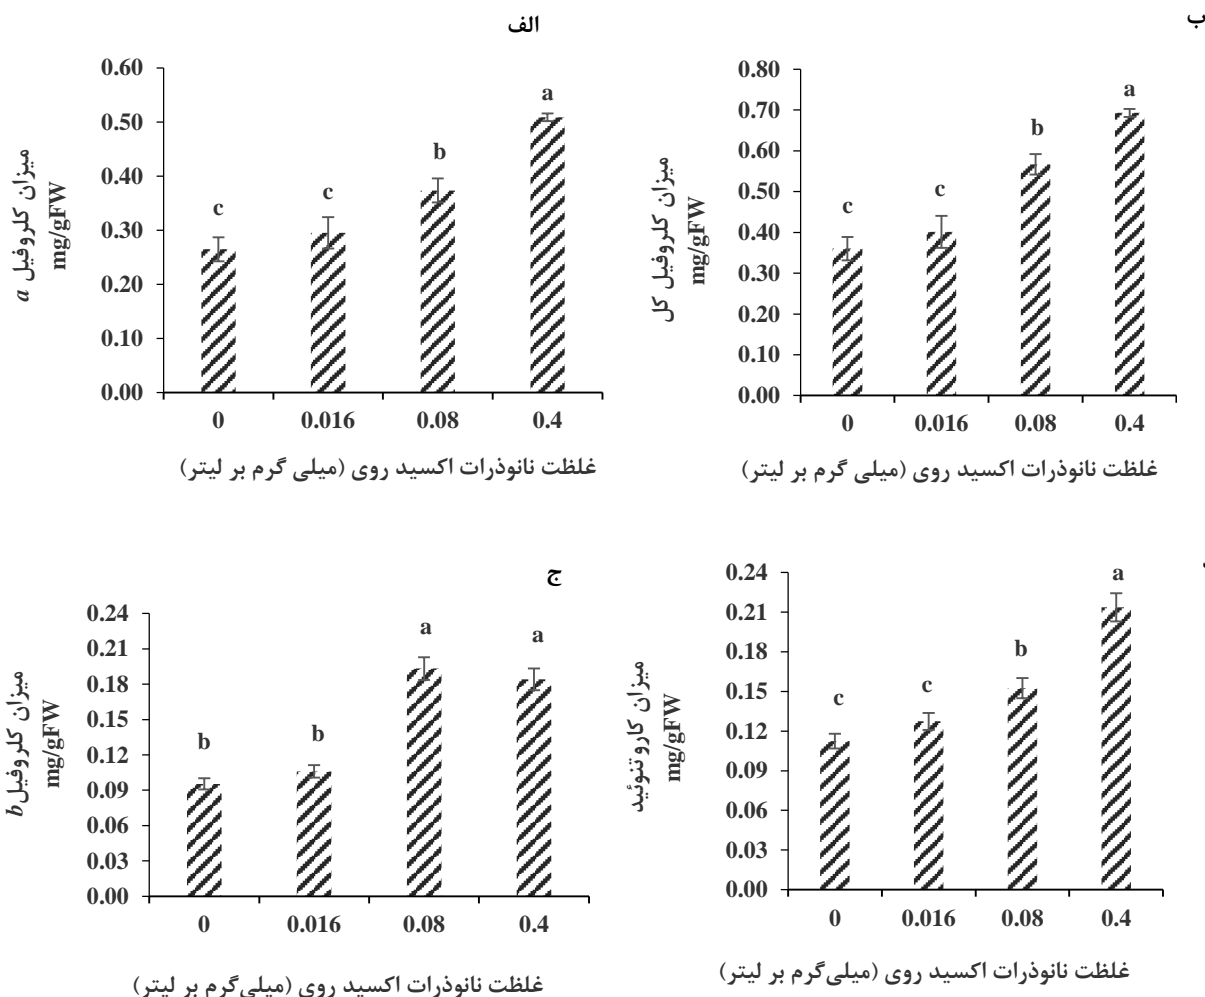 الف
0.60
0.50
0.40
0.30
0.20
0.10
0.00
میزان کلروفیل a
mg/gFW
c
c
b
a
0 0.016 0.08 0.4
غلظت نانوذرات اکسید روی (میلی گرم بر لیتر)
ب
0.80
0.70
0.60
0.50
0.40
0.30
0.20
0.10
0.00
میزان کلروفیل کل
mg/gFW
c
c
b
a
0 0.016 0.08 0.4
غلظت نانوذرات اکسید روی (میلی گرم بر لیتر)
ج
0.24
0.21
0.18
0.15
0.12
0.09
0.06
0.03
0.00
میزان کلروفیل b
mg/gFW
b
b
a
a
0 0.016 0.08 0.4
غلظت نانوذرات اکسید روی (میلی‌گرم بر لیتر)
0.24
0.21
0.18
0.15
0.12
0.09
0.06
0.03
0.00
میزان کاروتنوئید
mg/gFW
c
c
b
a
0 0.016 0.08 0.4
غلظت نانوذرات اکسید روی (میلی‌گرم بر لیتر)